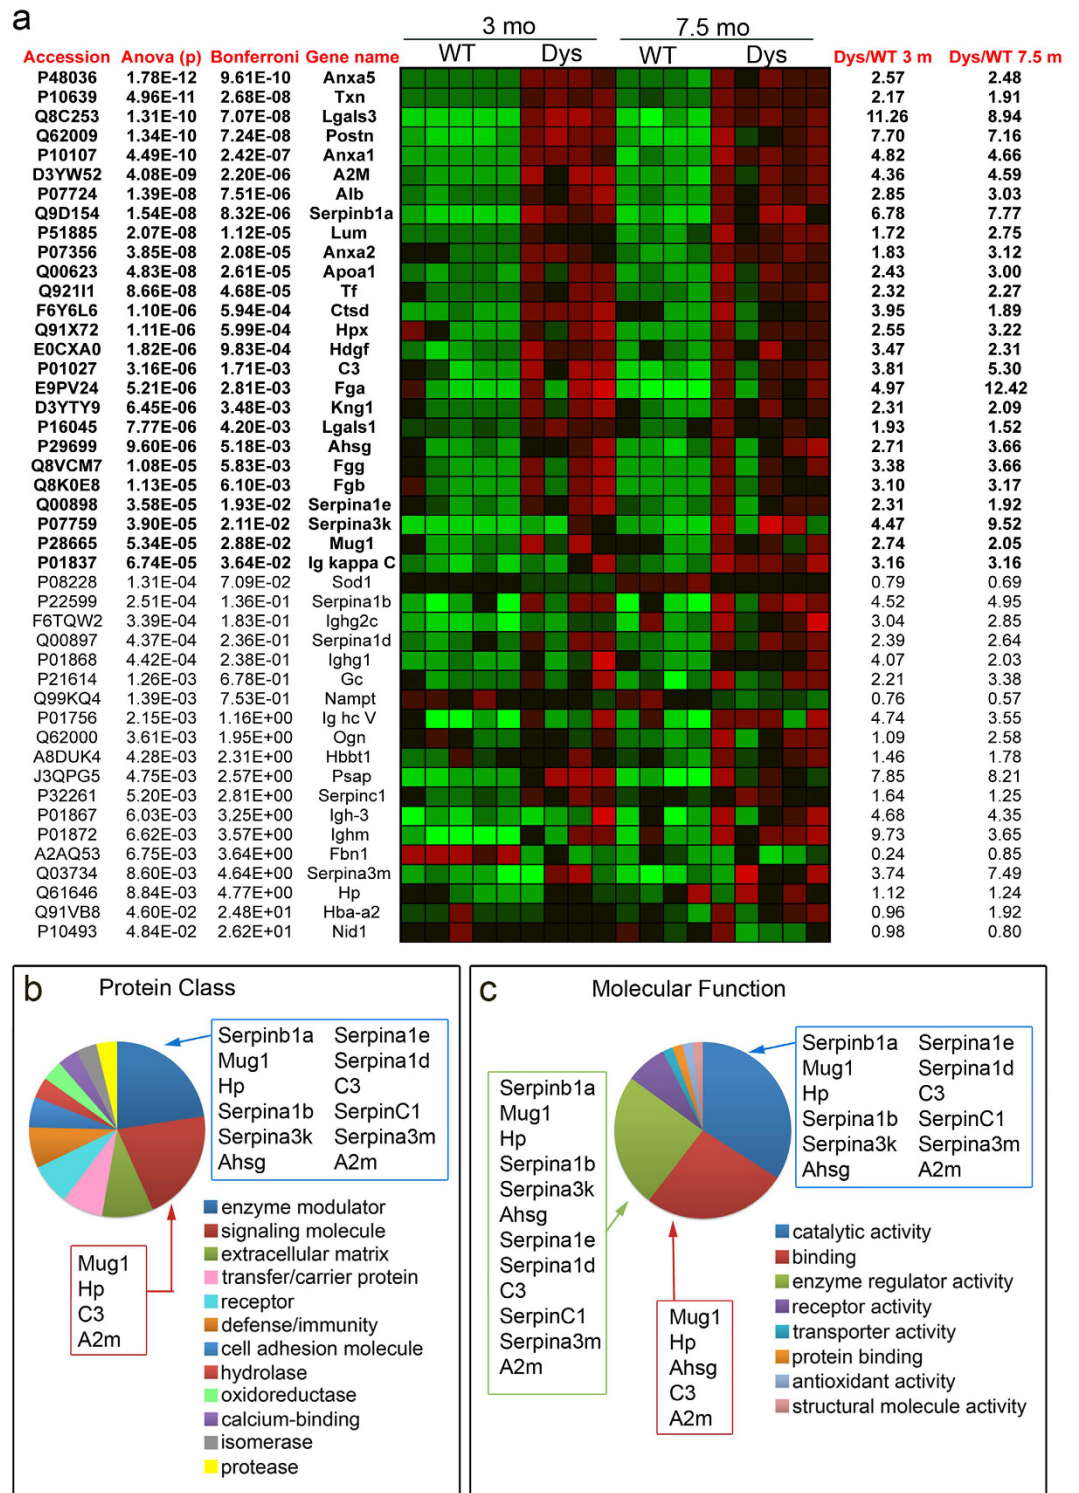 a
3 mo 7.5 mo
WT Dys WT Dys
Accession Anova (p) Bonferroni Gene name Dys/WT 3 m Dys/WT 7.5 m
P48036 1.78E-12 9.61E-10 Anxa5 2.57 2.48
P10639 4.96E-11 2.68E-08 Txn 2.17 1.91
Q8C253 1.31E-10 7.07E-08 Lgals3 11.26 8.94
Q62009 1.34E-10 7.24E-08 Postn 7.70 7.16
P10107 4.49E-10 2.42E-07 Anxa1 4.82 4.66
D3YW52 4.08E-09 2.20E-06 A2M 4.36 4.59
P07724 1.39E-08 7.51E-06 Alb 2.85 3.03
Q9D154 1.54E-08 8.32E-06 Serpinb1a 6.78 7.77
P51885 2.07E-08 1.12E-05 Lum 1.72 2.75
P07356 3.85E-08 2.08E-05 Anxa2 1.83 3.12
Q00623 4.83E-08 2.61E-05 Apoa1 2.43 3.00
Q921I1 8.66E-08 4.68E-05 Tf 2.32 2.27
F6Y6L6 1.10E-06 5.94E-04 Ctsd 3.95 1.89
Q91X72 1.11E-06 5.99E-04 Hpx 2.55 3.22
E0CXA0 1.82E-06 9.83E-04 Hdgf 3.47 2.31
P01027 3.16E-06 1.71E-03 C3 3.81 5.30
E9PV24 5.21E-06 2.81E-03 Fga 4.97 12.42
D3YTY9 6.45E-06 3.48E-03 Kng1 2.31 2.09
P16045 7.77E-06 4.20E-03 Lgals1 1.93 1.52
P29699 9.60E-06 5.18E-03 Ahsg 2.71 3.66
Q8VCM7 1.08E-05 5.83E-03 Fgg 3.38 3.66
Q8K0E8 1.13E-05 6.10E-03 Fgb 3.10 3.17
Q00898 3.58E-05 1.93E-02 Serpina1e 2.31 1.92
P07759 3.90E-05 2.11E-02 Serpina3k 4.47 9.52
P28665 5.34E-05 2.88E-02 Mug1 2.74 2.05
P01837 6.74E-05 3.64E-02 Ig kappa C 3.16 3.16
P08228 1.31E-04 7.09E-02 Sod1 0.79 0.69
P22599 2.51E-04 1.36E-01 Serpina1b 4.52 4.95
F6TQW2 3.39E-04 1.83E-01 Ighg2c 3.04 2.85
Q00897 4.37E-04 2.36E-01 Serpina1d 2.39 2.64
P01868 4.42E-04 2.38E-01 Ighg1 4.07 2.03
P21614 1.26E-03 6.78E-01 Gc 2.21 3.38
Q99KQ4 1.39E-03 7.53E-01 Nampt 0.76 0.57
P01756 2.15E-03 1.16E+00 Ig hc V 4.74 3.55
Q62000 3.61E-03 1.95E+00 Ogn 1.09 2.58
A8DUK4 4.28E-03 2.31E+00 Hbbt1 1.46 1.78
J3QPG5 4.75E-03 2.57E+00 Psap 7.85 8.21
P32261 5.20E-03 2.81E+00 Serpinc1 1.64 1.25
P01867 6.03E-03 3.25E+00 Igh-3 4.68 4.35
P01872 6.62E-03 3.57E+00 Ighm 9.73 3.65
A2AQ53 6.75E-03 3.64E+00 Fbn1 0.24 0.85
Q03734 8.60E-03 4.64E+00 Serpina3m 3.74 7.49
Q61646 8.84E-03 4.77E+00 Hp 1.12 1.24
Q91VB8 4.60E-02 2.48E+01 Hba-a2 0.96 1.92
P10493 4.84E-02 2.62E+01 Nid1 0.98 0.80
b Protein Class
Serpinb1a Serpina1e
Mug1 Serpina1d
Hp C3
Serpina1b SerpinC1
Serpina3k Serpina3m
Ahsg A2m
enzyme modulator
signaling molecule
extracellular matrix
transfer/carrier protein
receptor
defense/immunity
cell adhesion molecule
hydrolase
oxidoreductase
calcium-binding
isomerase
protease
Mug1
Hp
C3
A2m
c Molecular Function
Serpinb1a Serpina1e
Mug1 Serpina1d
Hp C3
Serpina1b SerpinC1
Serpina3k Serpina3m
Ahsg A2m
Serpinb1a
Mug1
Hp
Serpina1b
Serpina3k
Ahsg
Serpina1e
Serpina1d
C3
SerpinC1
Serpina3m
A2m
Mug1
Hp
Ahsg
C3
A2m
catalytic activity
binding
enzyme regulator activity
receptor activity
transporter activity
protein binding
antioxidant activity
structural molecule activity